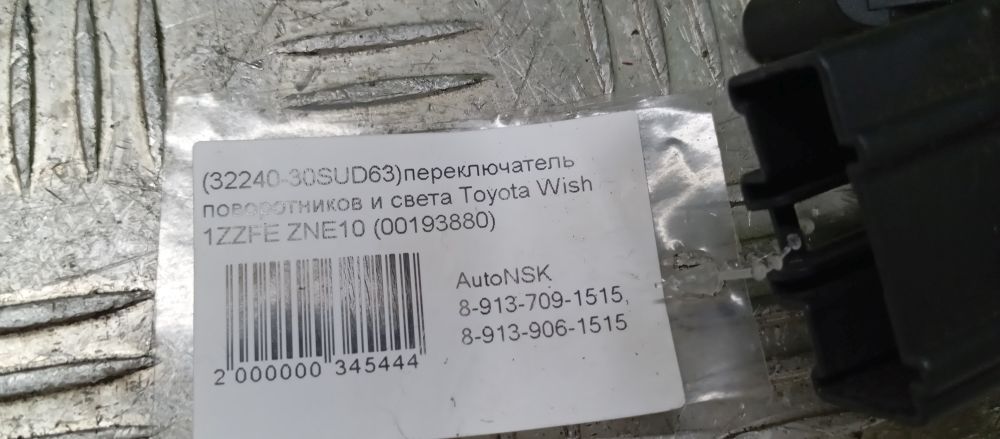 (32240-30SUD63)переключатель
поворотников и света Toyota Wish
1ZZFE ZNE10 (00193880)
AutoNSK
8-913-709-1515,
8-913-906-1515
2 000000 345444